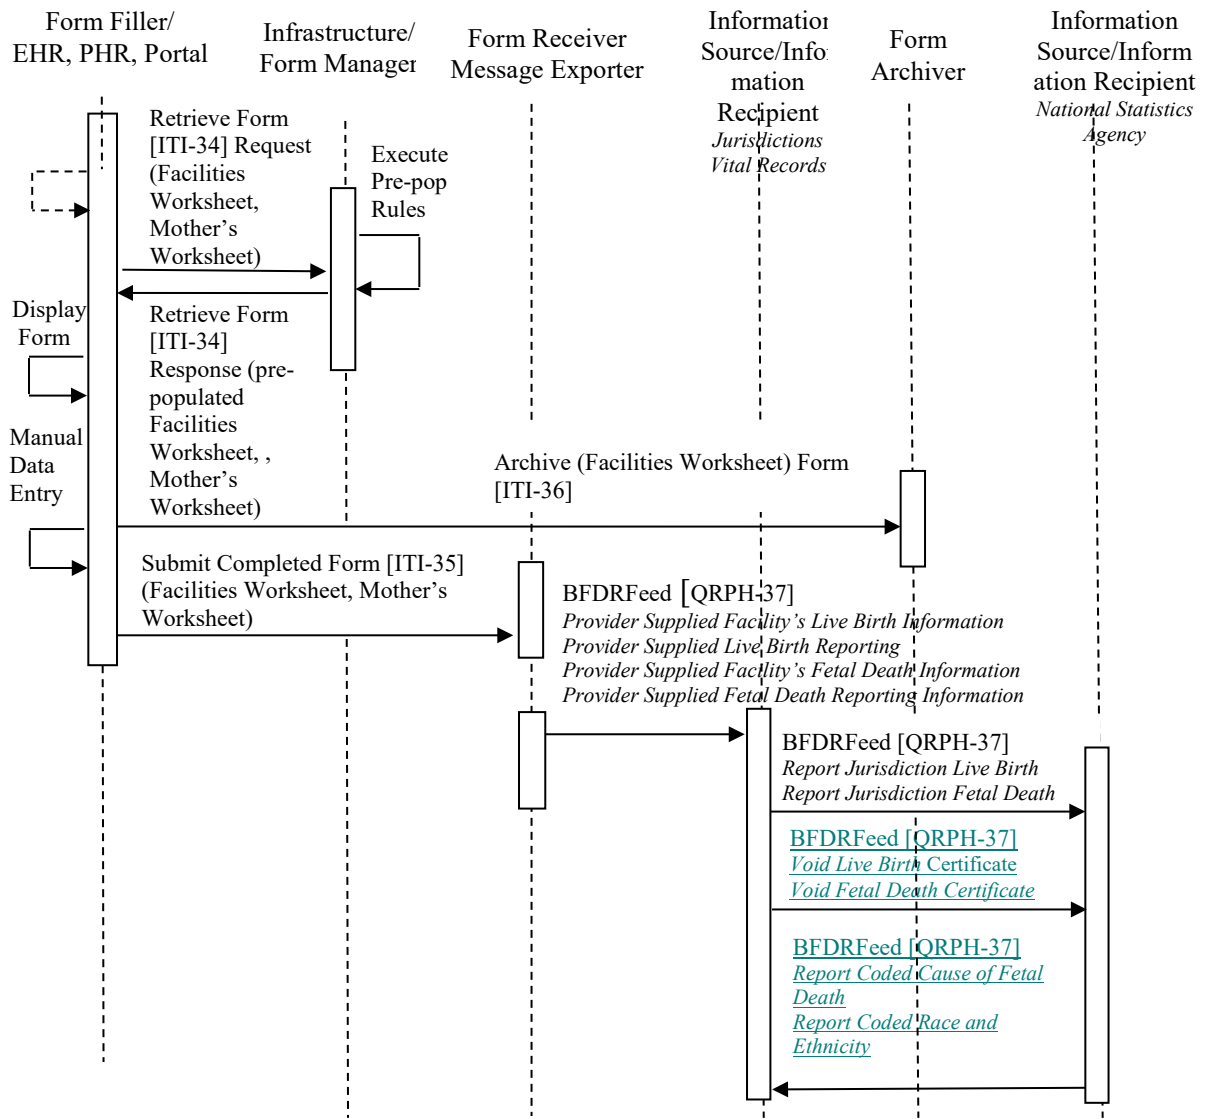 Form Filler/
EHR, PHR, Portal
Infrastructure/
Form Manager
Form Receiver
Message Exporter
Information
Source/Infor
mation
Recipient
Jurisdictions
Vital Records
Form
Archiver
Information
Source/Inform
ation Recipient
National Statistics
Agency
Retrieve Form
[ITI-34] Request
(Facilities
Worksheet,
Mother's
Worksheet)
Execute
Pre-pop
Rules
Display
Form
Retrieve Form
[ITI-34]
Response (pre-
populated
Facilities
Worksheet, ,
Mother's
Worksheet)
Manual
Data
Entry
Archive (Facilities Worksheet) Form
[ITI-36]
Submit Completed Form [ITI-35]
(Facilities Worksheet, Mother's
Worksheet)
BFDRFeed [QRPH-37]
Provider Supplied Facility's Live Birth Information
Provider Supplied Live Birth Reporting
Provider Supplied Facility's Fetal Death Information
Provider Supplied Fetal Death Reporting Information
BFDRFeed [QRPH-37]
Report Jurisdiction Live Birth
Report Jurisdiction Fetal Death
BFDRFeed [QRPH-37]
Void Live Birth Certificate
Void Fetal Death Certificate
BFDRFeed [QRPH-37]
Report Coded Cause of Fetal
Death
Report Coded Race and
Ethnicity